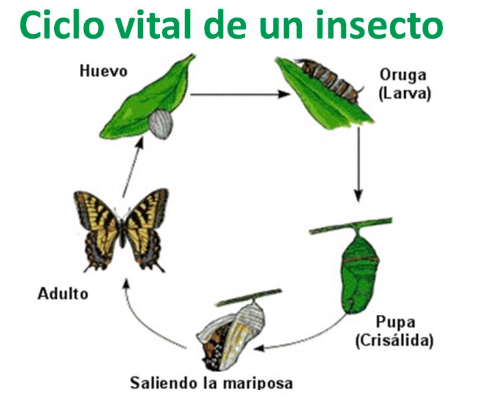 Ciclo vital de un insecto
Huevo
Oruga
(Larva)
Pupa
(Crisálida)
Saliendo la mariposa
Adulto